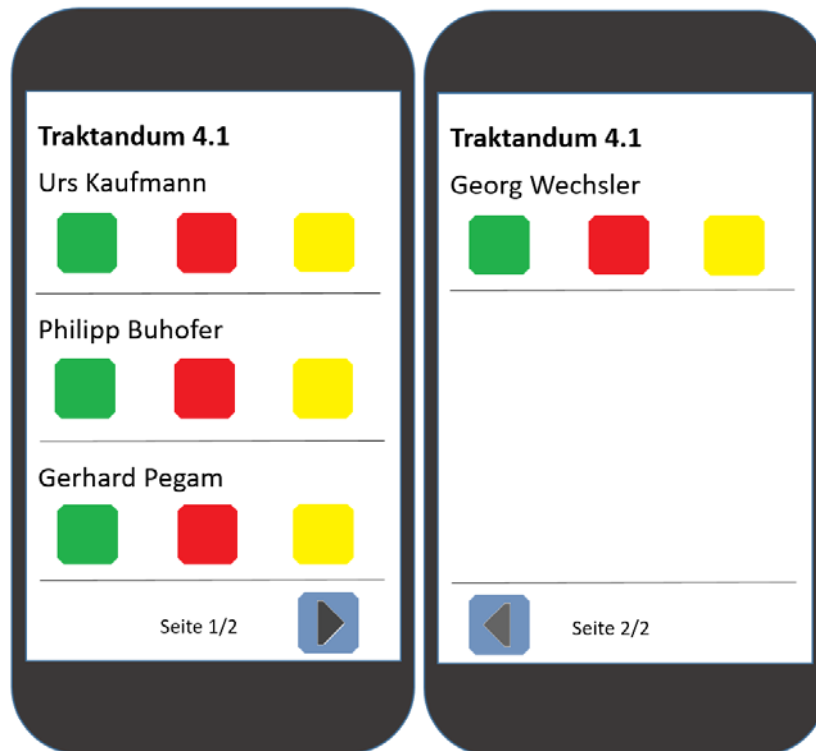 Traktandum 4.1
Urs Kaufmann
Philipp Buhofer
Gerhard Pegam
Seite 1/2
Traktandum 4.1
Georg Wechsler
Seite 2/2